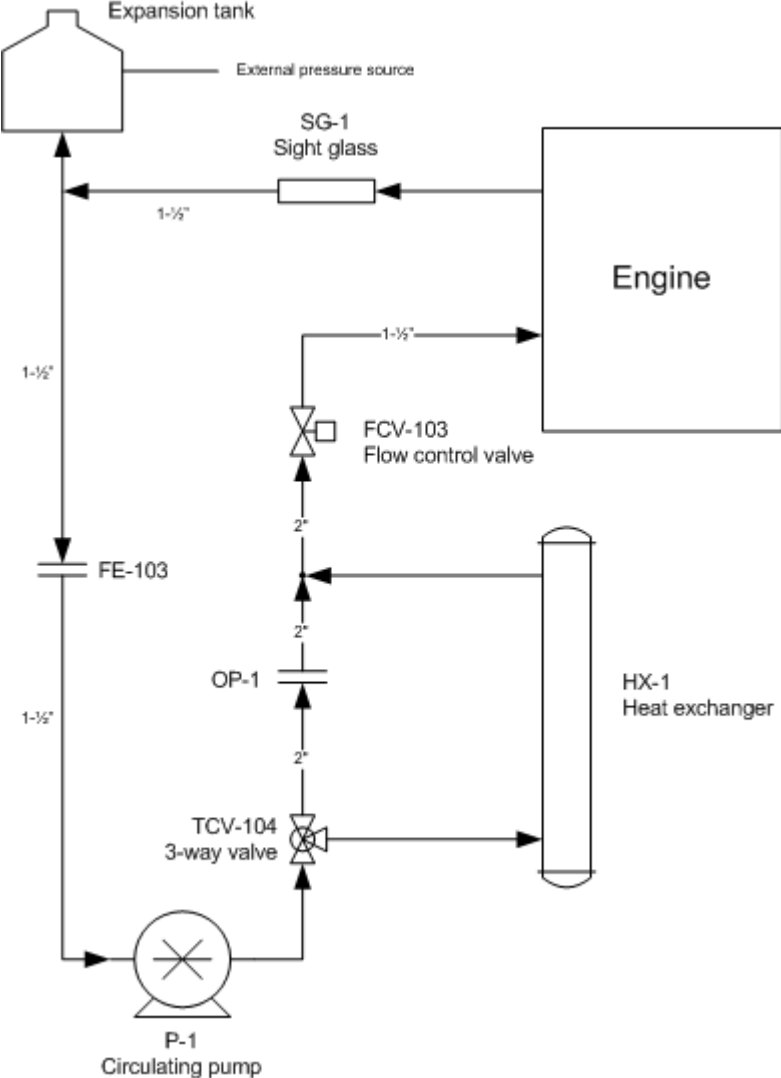 Expansion tank
External pressure source
SG-1
Sight glass
1-½"
Engine
1-½"
1-½"
FCV-103
Flow control valve
2"
FE-103
2"
OP-1
HX-1
Heat exchanger
1-½"
2"
TCV-104
3-way valve
P-1
Circulating pump